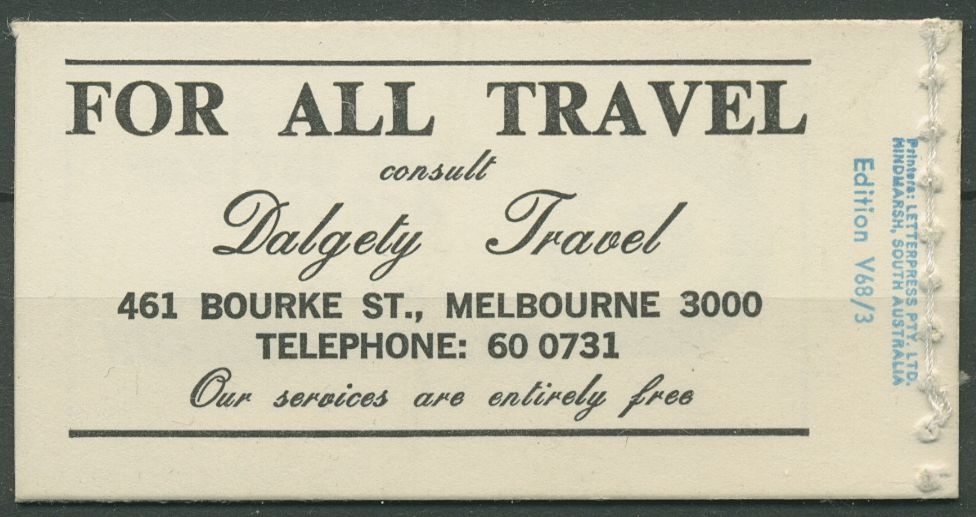 FOR ALL TRAVEL
consult
Dalgety Travel
461 BOURKE ST., MELBOURNE 3000
TELEPHONE: 60 0731
Our services are entirely free
Printers: LETTERPRESS PTY. LTD.
HINDMARSH, SOUTH AUSTRALIA
Edition V68/3